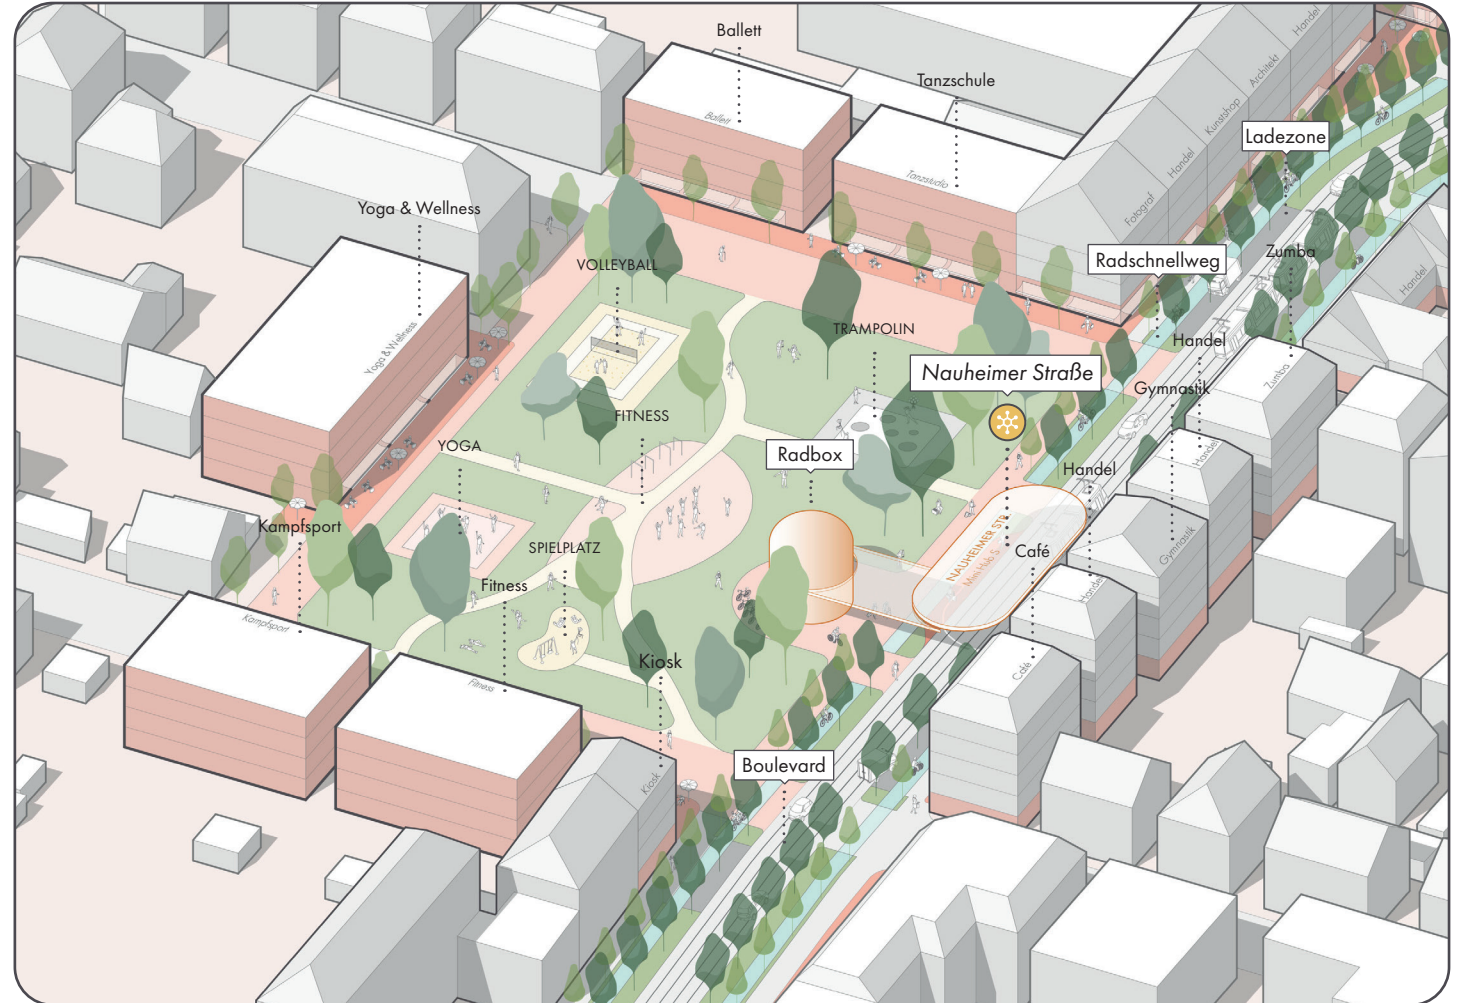 Ballett
Tanzschule
Handel
Architekt
Kunstshop
Handel
Fotograf
Ballett
Tanzstudio
Ladezone
Yoga & Wellness
Yoga & Wellness
VOLLEYBALL
Radschnellweg
Zumba
Handel
TRAMPOLIN
Handel
Nauheimer Straße
Zumba
Gymnastik
FITNESS
YOGA
Radbox
Handel
Handel
Kampfsport
NAUHEIMER STR.
Mini Hub S
Café
Gymnastik
SPIELPLATZ
Fitness
Handel
Kampfsport
Kiosk
Café
Fitness
Boulevard
Kiosk